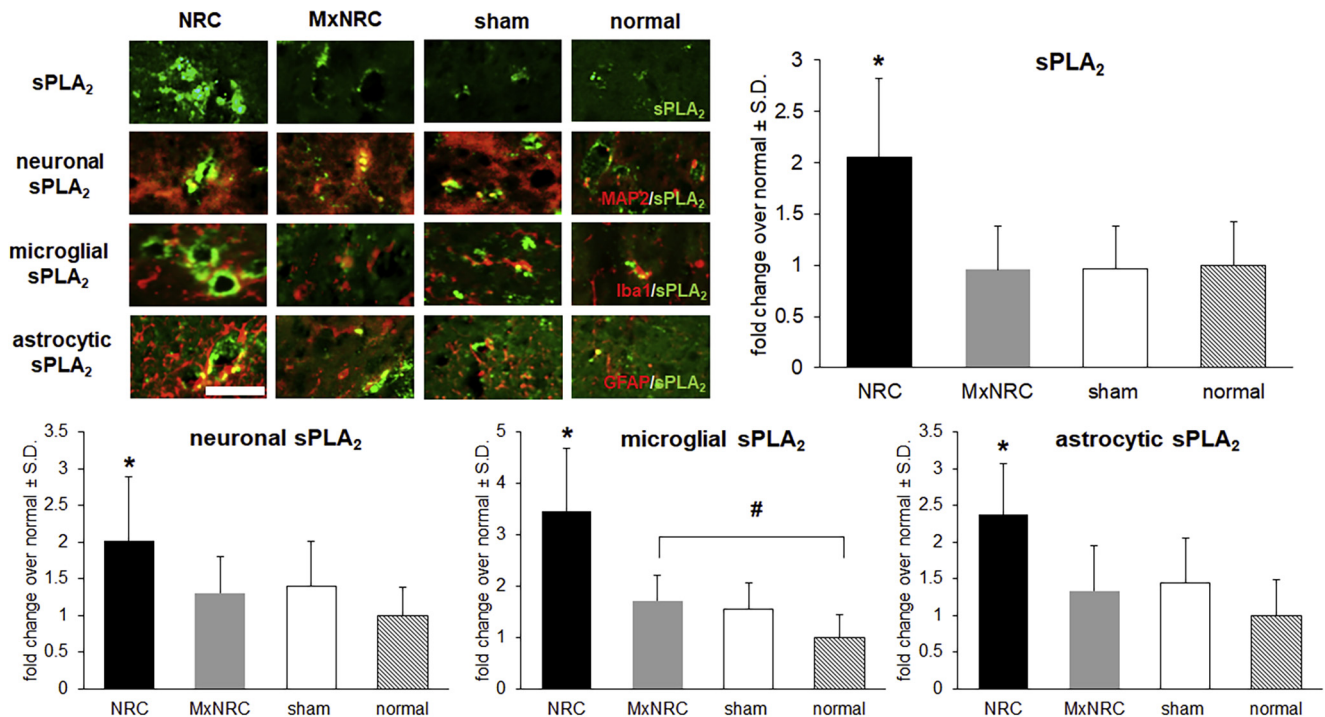 NRC MxNRC sham normal
sPLA₂
sPLA₂
neuronal
sPLA₂
MAP2/sPLA₂
microglial
sPLA₂
Iba1/sPLA₂
astrocytic
sPLA₂
GFAP/sPLA₂
sPLA₂
fold change over normal ± S.D.
3
2.5
2
1.5
1
0.5
0
*
NRC MxNRC sham normal
neuronal sPLA₂
fold change over normal ± S.D.
3.5
3
2.5
2
1.5
1
0.5
0
*
NRC MxNRC sham normal
microglial sPLA₂
fold change over normal ± S.D.
5
4
3
2
1
0
*
#
NRC MxNRC sham normal
astrocytic sPLA₂
fold change over normal ± S.D.
3.5
3
2.5
2
1.5
1
0.5
0
*
NRC MxNRC sham normal